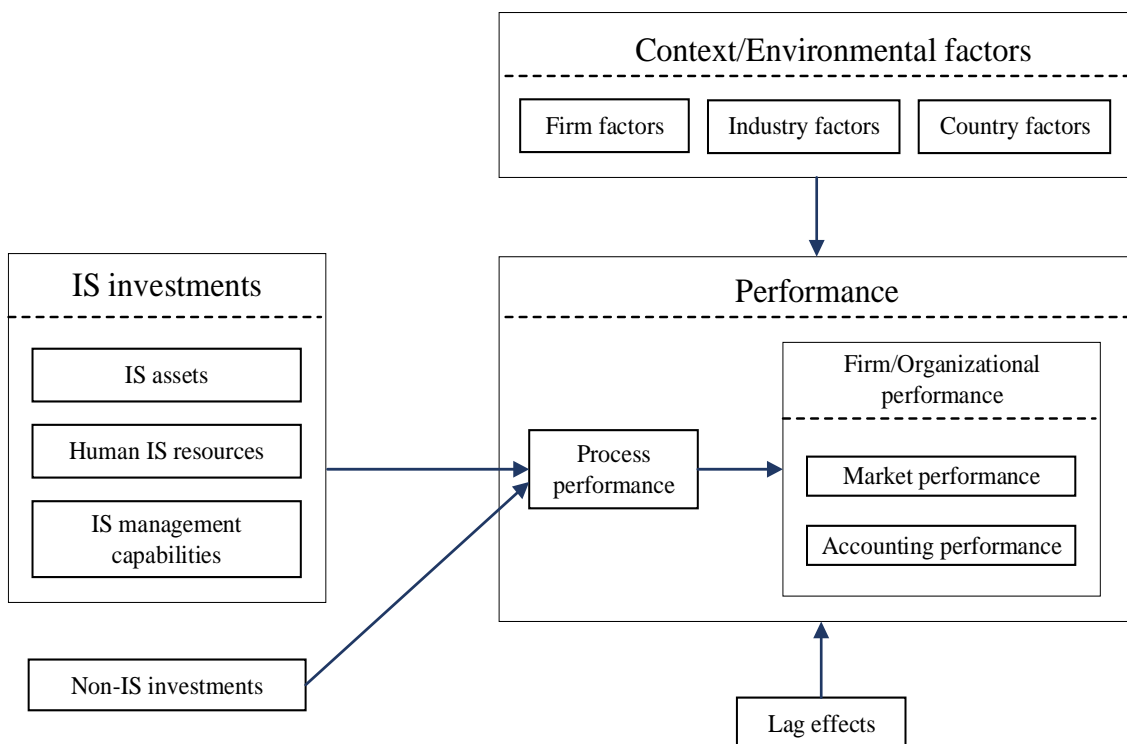 Context/Environmental factors
Firm factors
Industry factors
Country factors
IS investments
IS assets
Human IS resources
IS management
capabilities
Non-IS investments
Performance
Process
performance
Firm/Organizational
performance
Market performance
Accounting performance
Lag effects